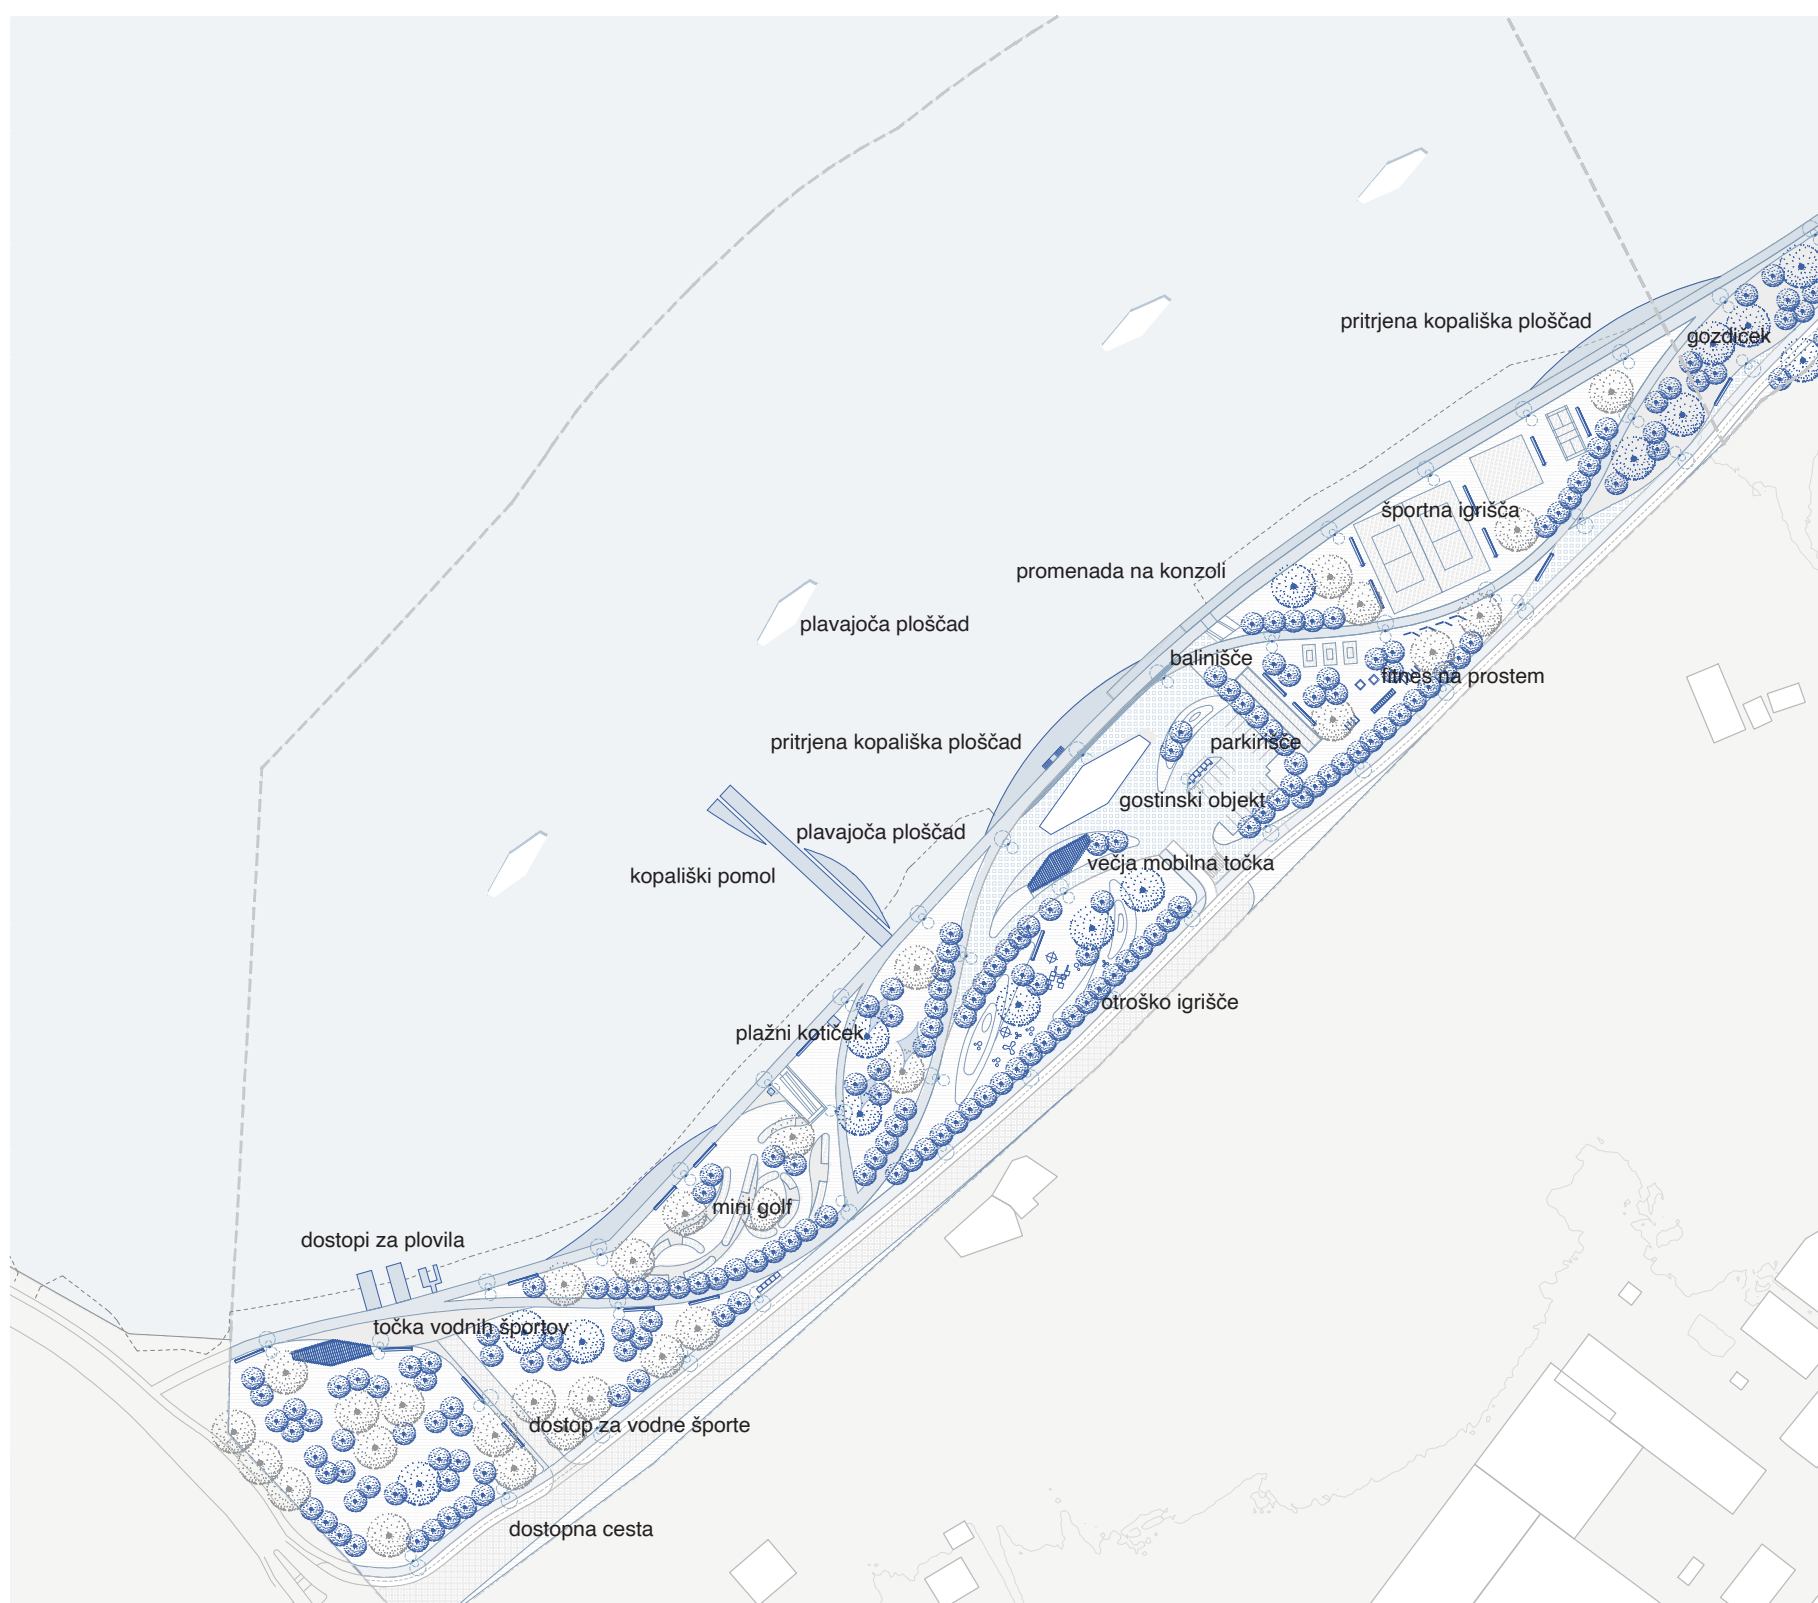 pritrjena kopališka ploščad
gozdiček
športna igrišča
promenada na konzoli
plavajoča ploščad
balinišče
fitnes na prostem
pritrjena kopališka ploščad
parkirišče
gostinski objekt
plavajoča ploščad
večja mobilna točka
kopališki pomol
otroško igrišče
plažni kotiček
mini golf
dostopi za plovila
točka vodnih športov
dostop za vodne športe
dostopna cesta